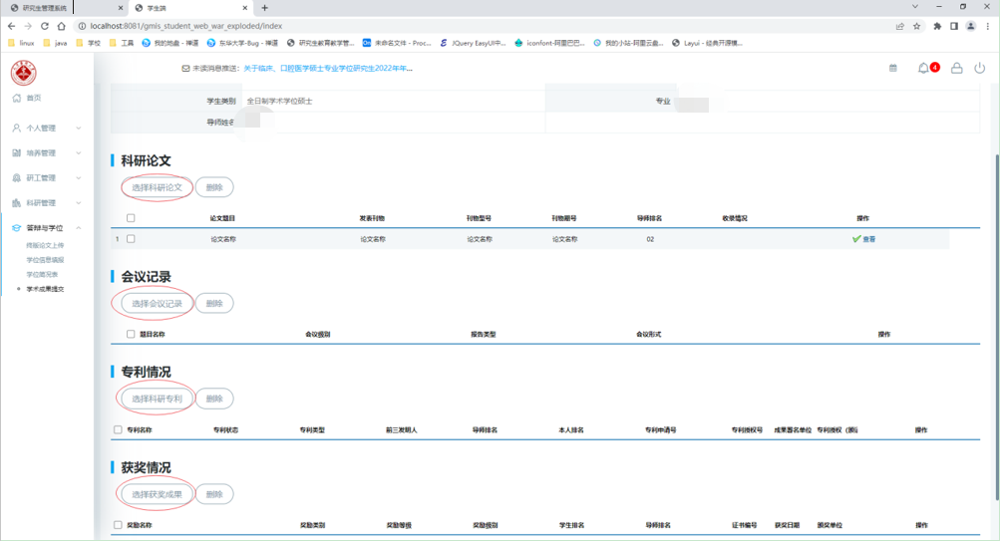 研究生管理系统
学生端
localhost:8081/gmis_student_web_war_exploded/index
linux java 学校 工具 我的地盘 - 禅道 东华大学-Bug - 禅道 研究生教育教学管... 未命名文件 - Proc... JQuery EasyUI中... iconfont-阿里巴巴... 我的小站-阿里云盘... Layui - 经典开源模...
未读消息推送: 关于临床、口腔医学硕士专业学位研究生2022年年...
4
首页
个人管理
培养管理
研工管理
科研管理
答辩与学位
终版论文上传
学位信息填报
学位简况表
学术成果提交
学生类别 全日制学术学位硕士 专业
导师姓名
科研论文
选择科研论文 删除
论文题目 发表刊物 刊物型号 刊物期号 导师排名 收录情况 操作
1 论文名称 论文名称 论文名称 论文名称 02 查看
会议记录
选择会议记录 删除
题目名称 会议级别 报告类型 会议形式 操作
专利情况
选择科研专利 删除
专利名称 专利状态 专利类型 前三发明人 导师排名 本人排名 专利申请号 专利授权号 成果署名单位 专利授权 操作
获奖情况
选择获奖成果 删除
奖励名称 奖励类别 奖励等级 奖励级别 学生排名 导师排名 证书编号 获奖日期 颁奖单位 操作